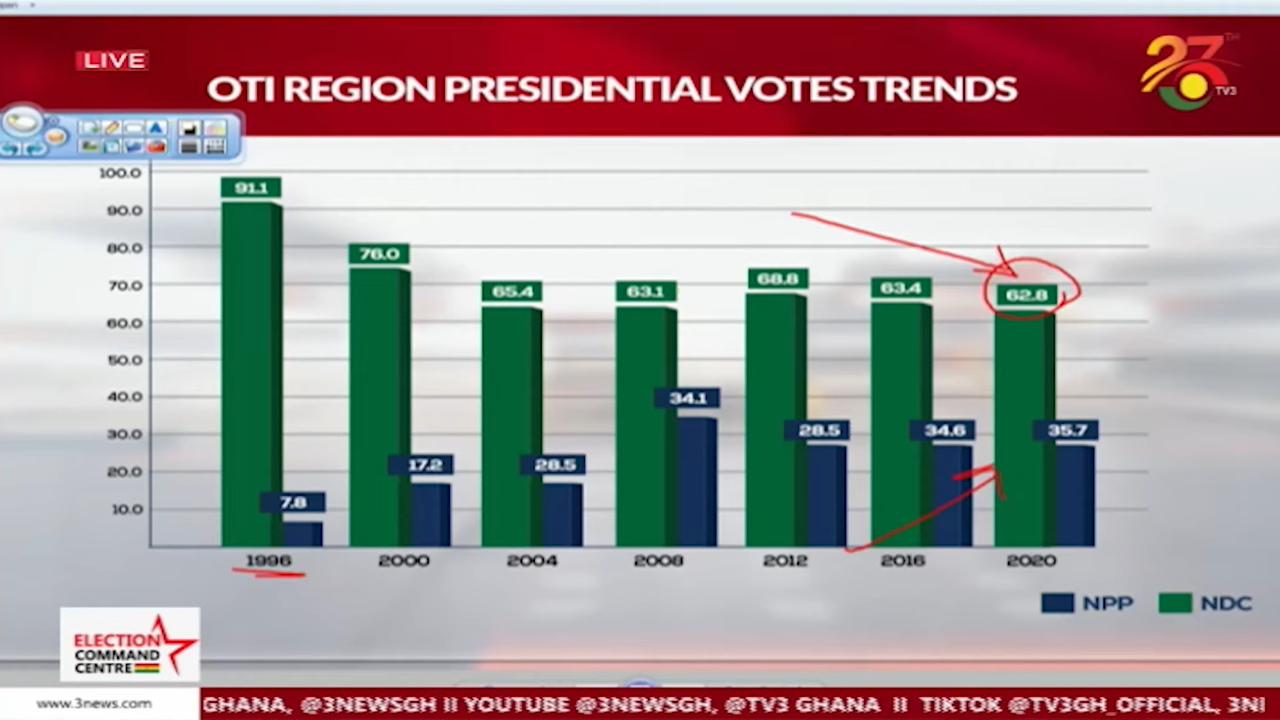 LIVE
OTI REGION PRESIDENTIAL VOTES TRENDS
27TH
TV3
100.0
90.0
80.0
70.0
60.0
50.0
40.0
30.0
20.0
10.0
91.1
7.8
76.0
17.2
65.4
28.5
63.1
34.1
68.8
28.5
63.4
34.6
62.8
35.7
1996 2000 2004 2008 2012 2016 2020
NPP NDC
ELECTION
COMMAND
CENTRE
www.3news.com
GHANA, @3NEWSGH II YOUTUBE @3NEWSGH, @TV3 GHANA II TIKTOK @TV3GH_OFFICIAL, 3NI